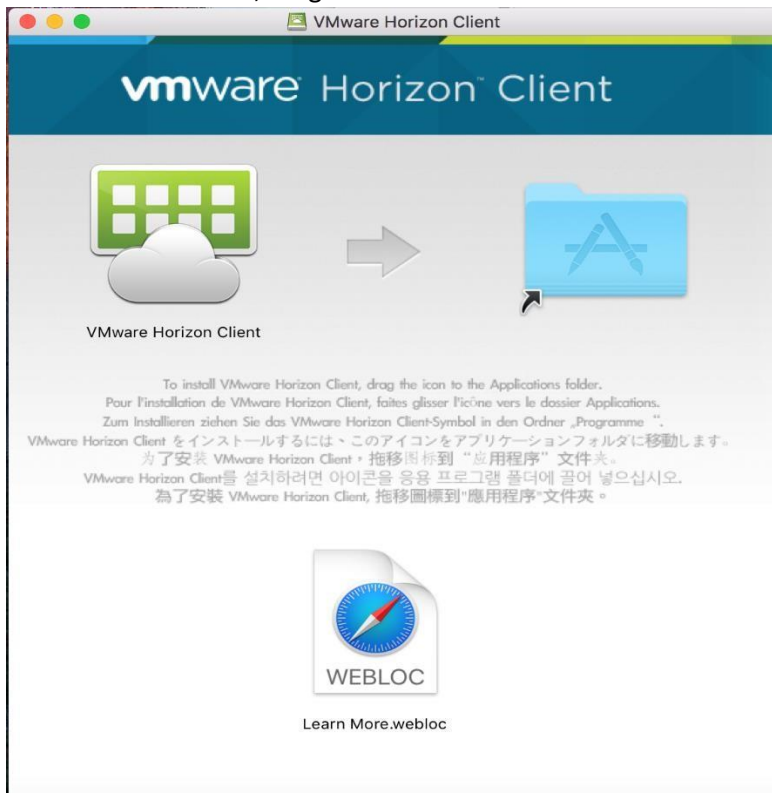 VMware Horizon Client
vmware Horizon™ Client
VMware Horizon Client
To install VMware Horizon Client, drag the icon to the Applications folder.
Pour l'installation de VMware Horizon Client, faites glisser l'icône vers le dossier Applications.
Zum Installieren ziehen Sie das VMware Horizon Client-Symbol in den Ordner „Programme “.
VMware Horizon Client をインストールするには、このアイコンをアプリケーションフォルダに移動します。
为了安装 VMware Horizon Client，拖移图标到“应用程序”文件夹。
VMware Horizon Client를 설치하려면 아이콘을 응용 프로그램 폴더에 끌어 넣으십시오.
為了安裝 VMware Horizon Client, 拖移圖標到"應用程序"文件夾。
WEBLOC
Learn More.webloc